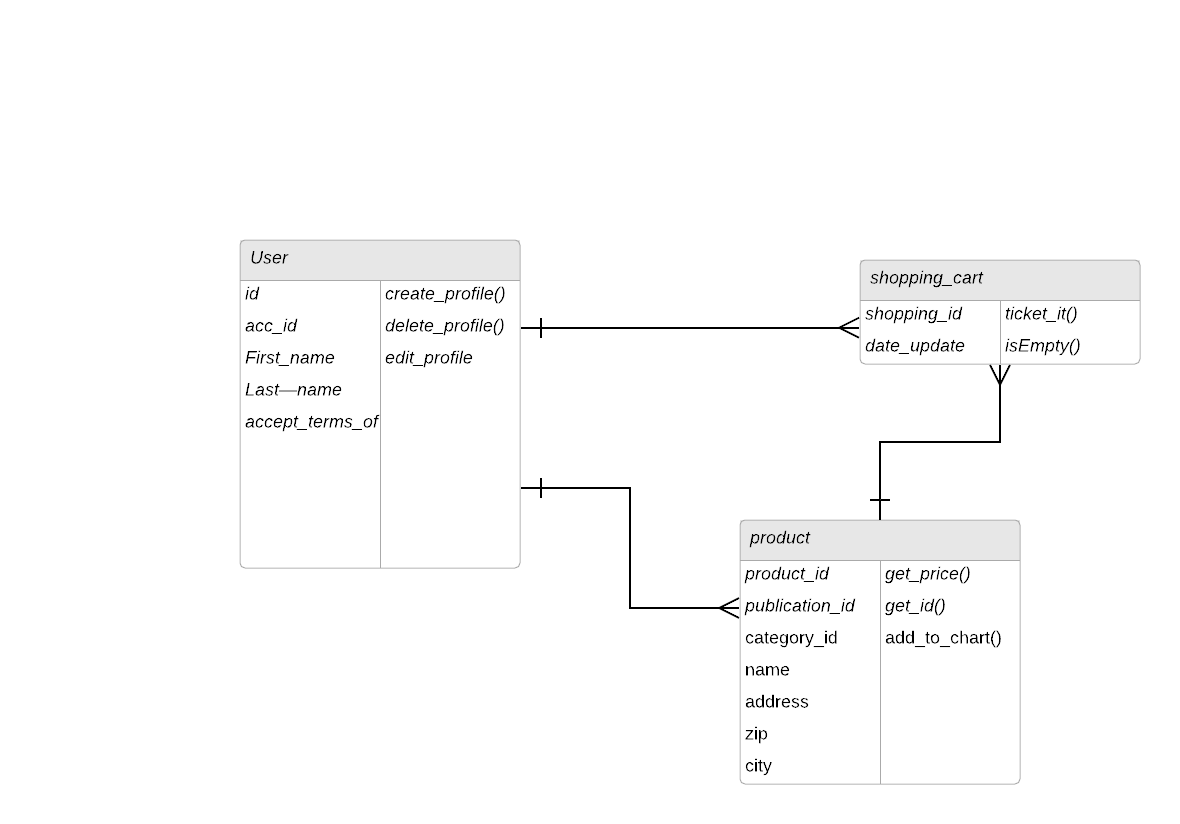 User
id
create_profile()
acc_id
delete_profile()
First_name
edit_profile
Last—name
accept_terms_of
shopping_cart
shopping_id
ticket_it()
date_update
isEmpty()
product
product_id
get_price()
publication_id
get_id()
category_id
add_to_chart()
name
address
zip
city